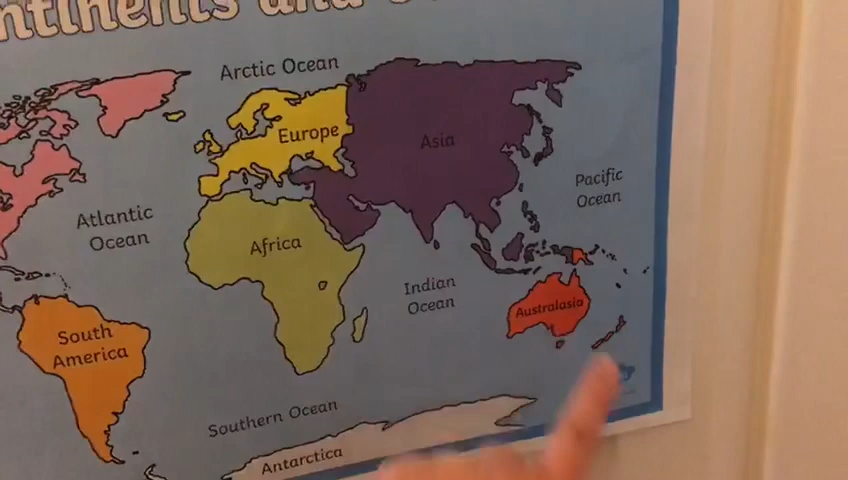 Arctic Ocean
Europe
Asia
Pacific
Ocean
Atlantic
Ocean
Africa
Indian
Ocean
Australasia
South
America
Southern Ocean
Antarctica